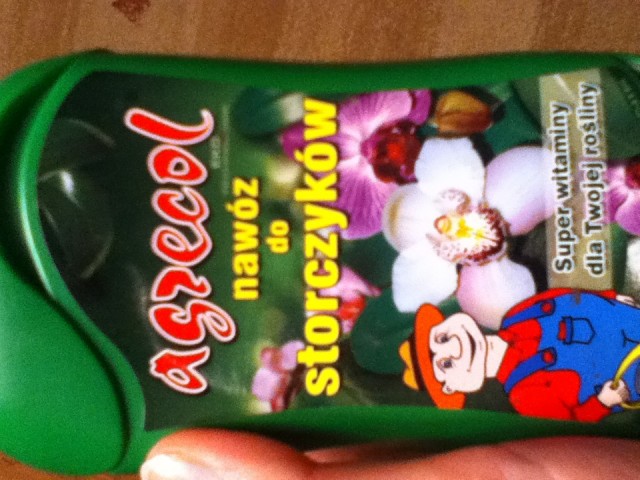 agrecol
nawóz
do
storczyków
Super witaminy
dla Twojej rośliny